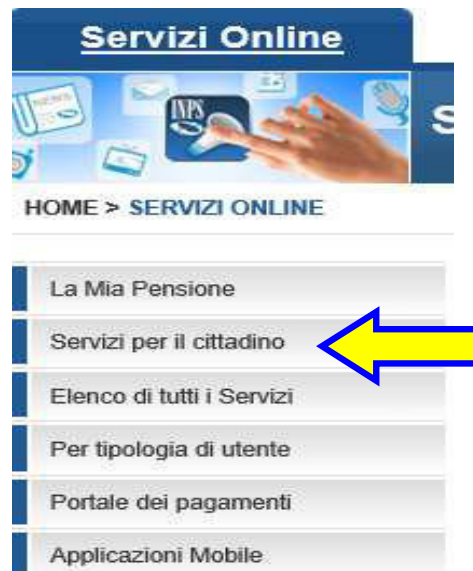 Servizi Online
NEWS
INPS
S
HOME > SERVIZI ONLINE
La Mia Pensione
Servizi per il cittadino
Elenco di tutti i Servizi
Per tipologia di utente
Portale dei pagamenti
Applicazioni Mobile